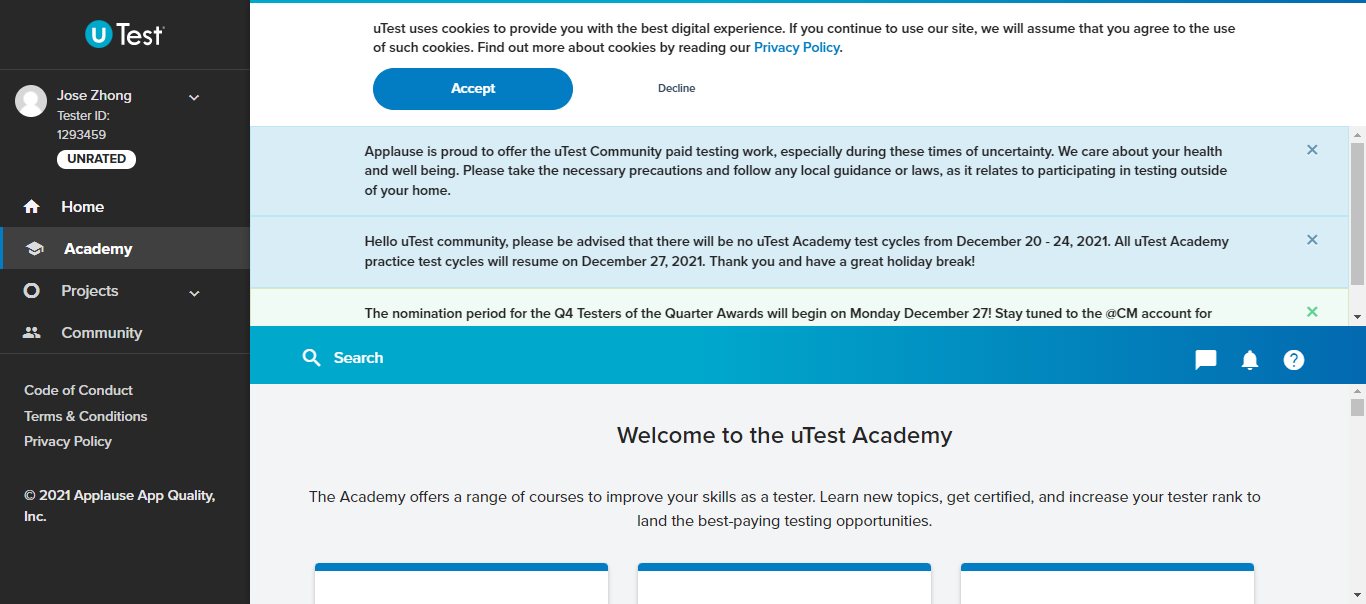 uTest
Jose Zhong
Tester ID:
1293459
UNRATED
Home
Academy
Projects
Community
Code of Conduct
Terms & Conditions
Privacy Policy
© 2021 Applause App Quality,
Inc.
uTest uses cookies to provide you with the best digital experience. If you continue to use our site, we will assume that you agree to the use
of such cookies. Find out more about cookies by reading our Privacy Policy.
Accept
Decline
Applause is proud to offer the uTest Community paid testing work, especially during these times of uncertainty. We care about your health
and well being. Please take the necessary precautions and follow any local guidance or laws, as it relates to participating in testing outside
of your home.
Hello uTest community, please be advised that there will be no uTest Academy test cycles from December 20 - 24, 2021. All uTest Academy
practice test cycles will resume on December 27, 2021. Thank you and have a great holiday break!
The nomination period for the Q4 Testers of the Quarter Awards will begin on Monday December 27! Stay tuned to the @CM account for
Search
Welcome to the uTest Academy
The Academy offers a range of courses to improve your skills as a tester. Learn new topics, get certified, and increase your tester rank to
land the best-paying testing opportunities.